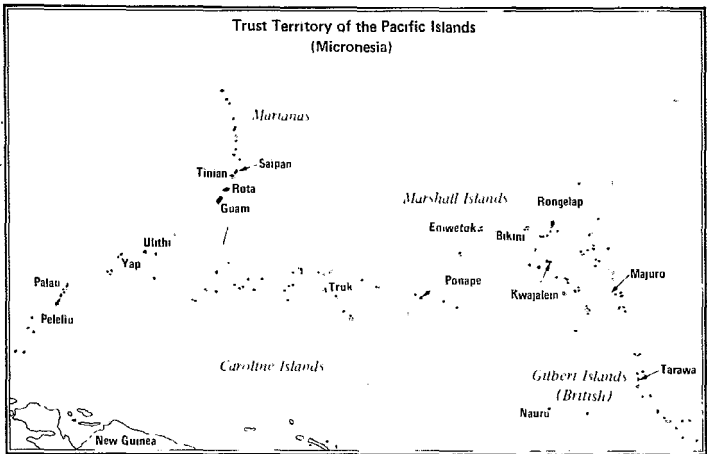 Trust Territory of the Pacific Islands
(Micronesia)
Marianas
Saipan
Tinian
Rota
Guam
Marshall Islands
Rongelap
Eniwetok
Bikini
Ulithi
Yap
Palau
Truk
Ponape
Kwajalein
Majuro
Peleliu
Caroline Islands
Gilbert Islands
(British)
Tarawa
Nauru
New Guinea